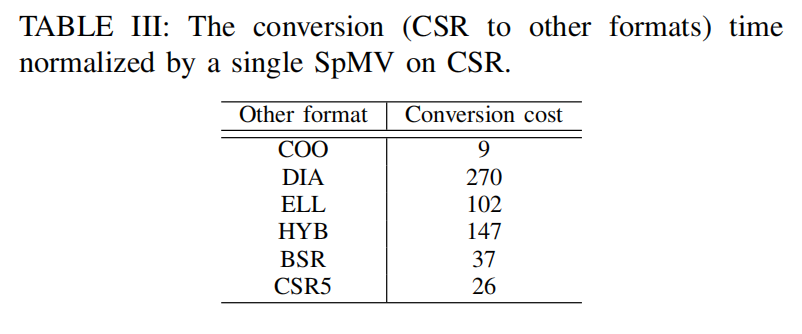 TABLE III: The conversion (CSR to other formats) time
normalized by a single SpMV on CSR.
Other format Conversion cost
COO 9
DIA 270
ELL 102
HYB 147
BSR 37
CSR5 26